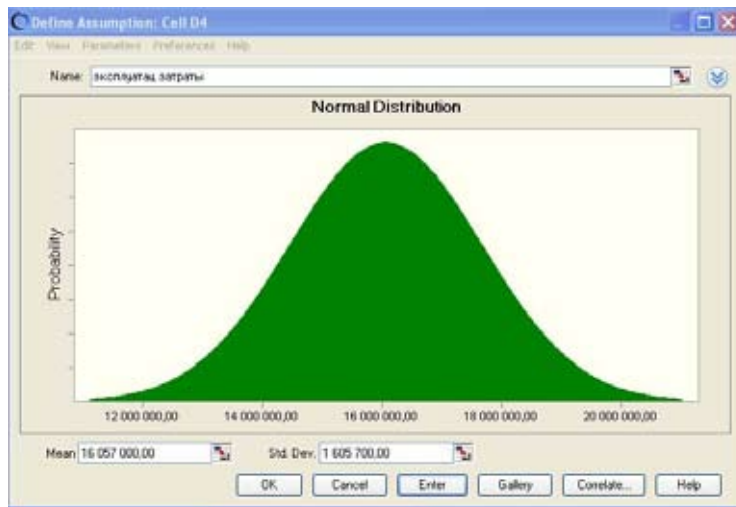 Define Assumption: Cell D4
Edit View Parameters Preferences Help
Name: эксплуатац затраты
Normal Distribution
Probability
12 000 000,00 14 000 000,00 16 000 000,00 18 000 000,00 20 000 000,00
Mean 16 057 000,00 Std. Dev. 1 605 700,00
OK Cancel Enter Gallery Correlate... Help